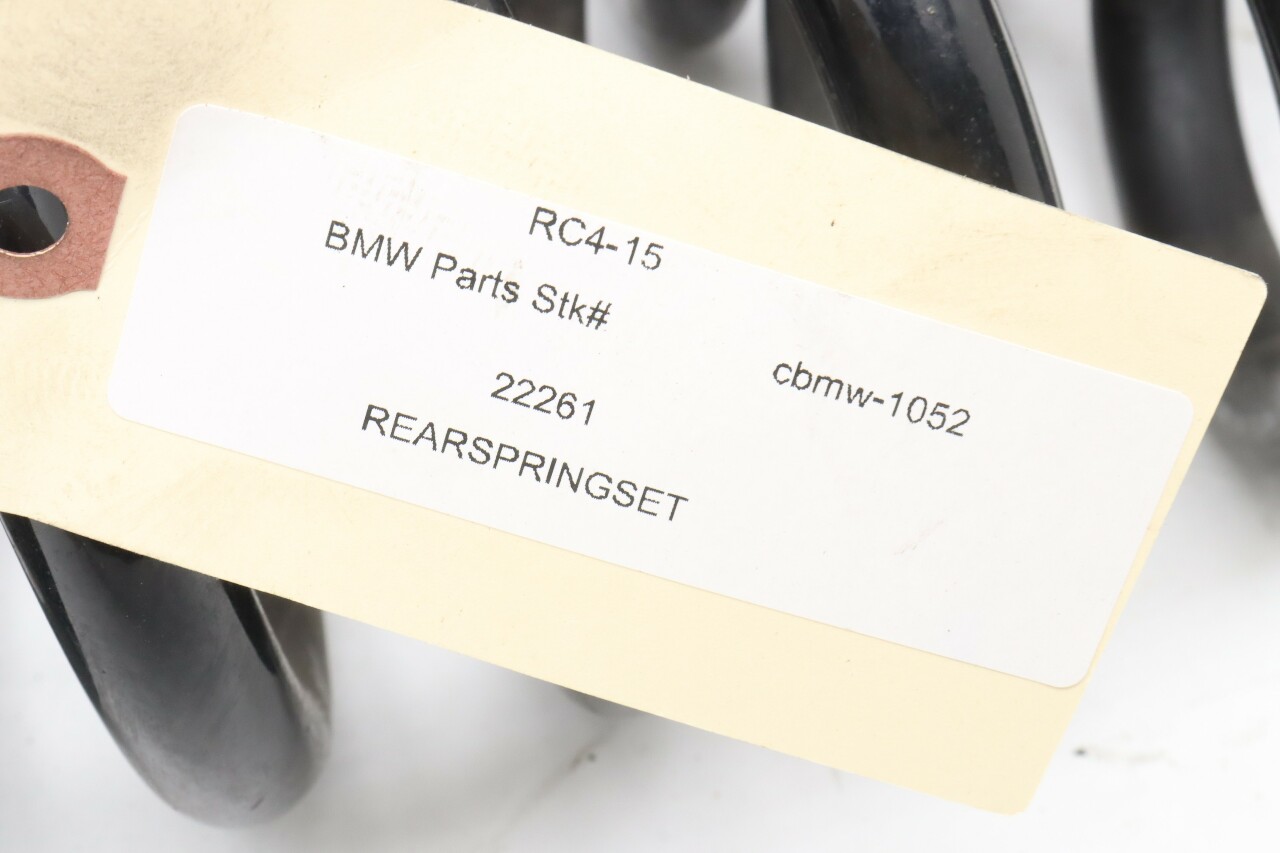 RC4-15
BMW Parts Stk#
cbmw-1052
22261
REARSPRINGSET